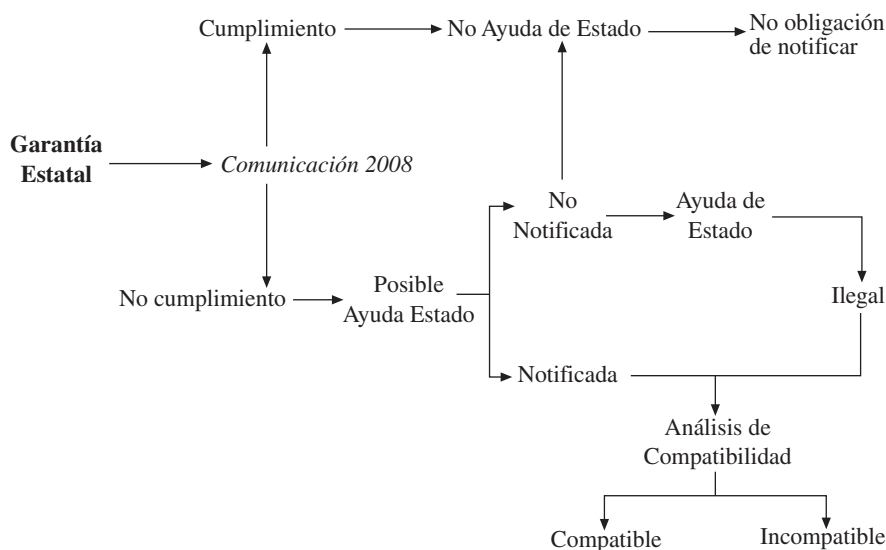 Cumplimiento
No Ayuda de Estado
No obligación
de notificar
Garantía
Estatal
Comunicación 2008
No
Notificada
Ayuda de
Estado
No cumplimiento
Posible
Ayuda Estado
Ilegal
Notificada
Análisis de
Compatibilidad
Compatible
Incompatible